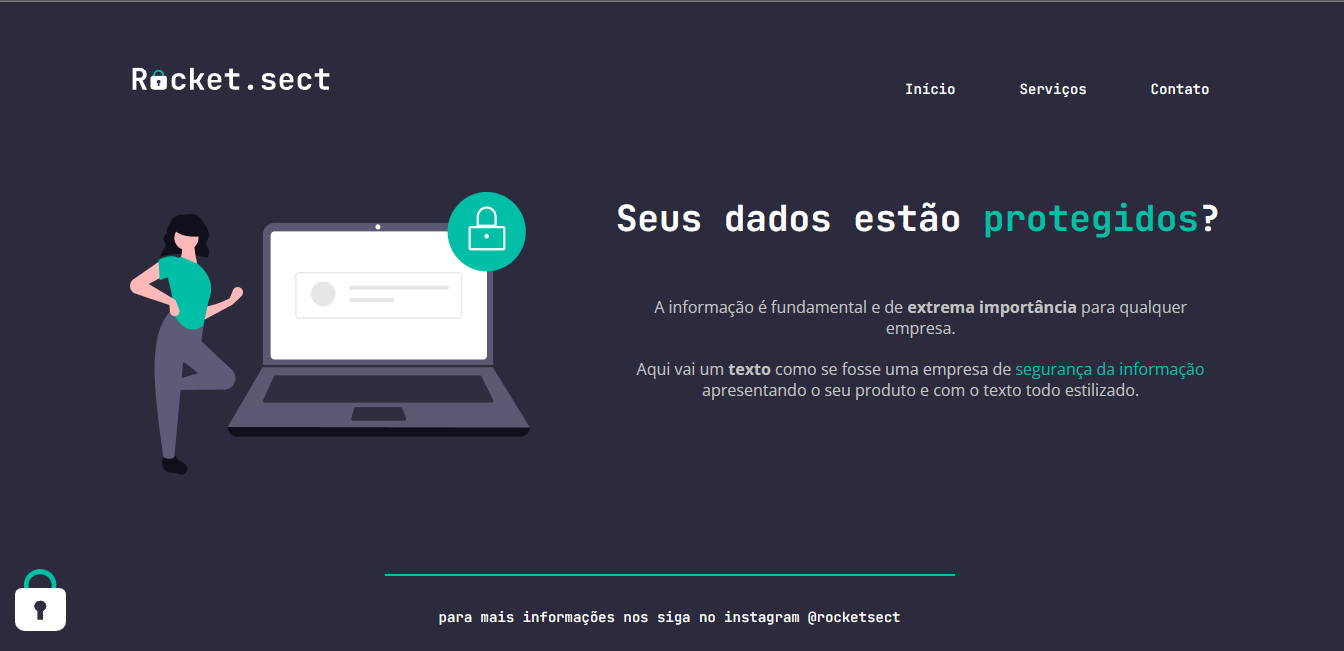 Rocket.sect
Início Serviços Contato
Seus dados estão protegidos?
A informação é fundamental e de extrema importância para qualquer
empresa.
Aqui vai um texto como se fosse uma empresa de segurança da informação
apresentando o seu produto e com o texto todo estilizado.
para mais informações nos siga no instagram @rocketsect